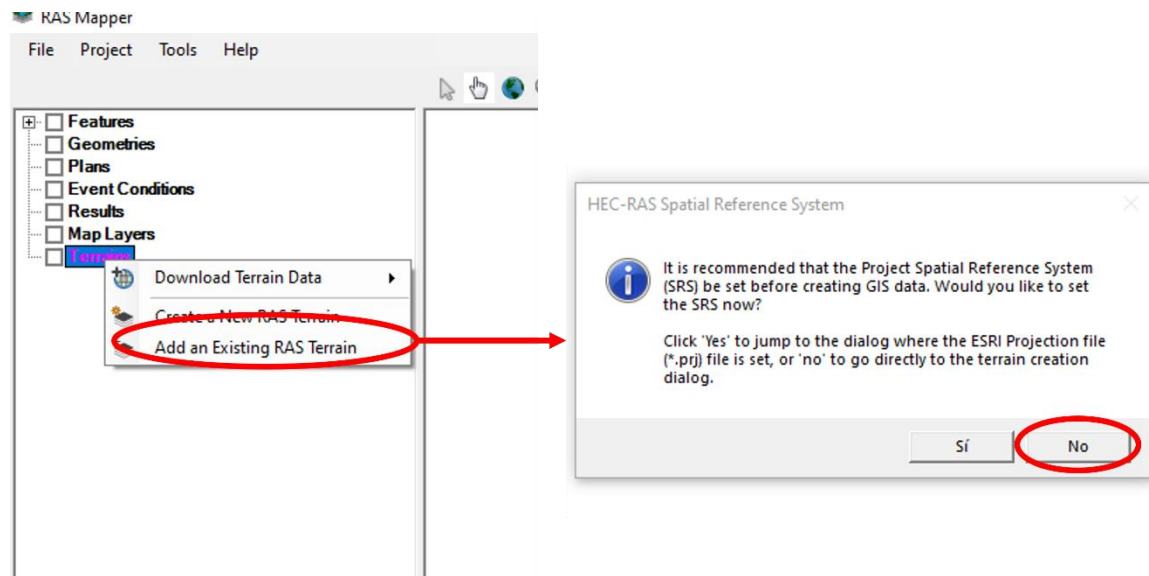 RAS Mapper
File Project Tools Help
Features
Geometries
Plans
Event Conditions
Results
Map Layers
Terrains
Download Terrain Data
Create a New RAS Terrain
Add an Existing RAS Terrain
HEC-RAS Spatial Reference System
It is recommended that the Project Spatial Reference System
(SRS) be set before creating GIS data. Would you like to set
the SRS now?
Click 'Yes' to jump to the dialog where the ESRI Projection file
(*.prj) file is set, or 'no' to go directly to the terrain creation
dialog.
Sí No